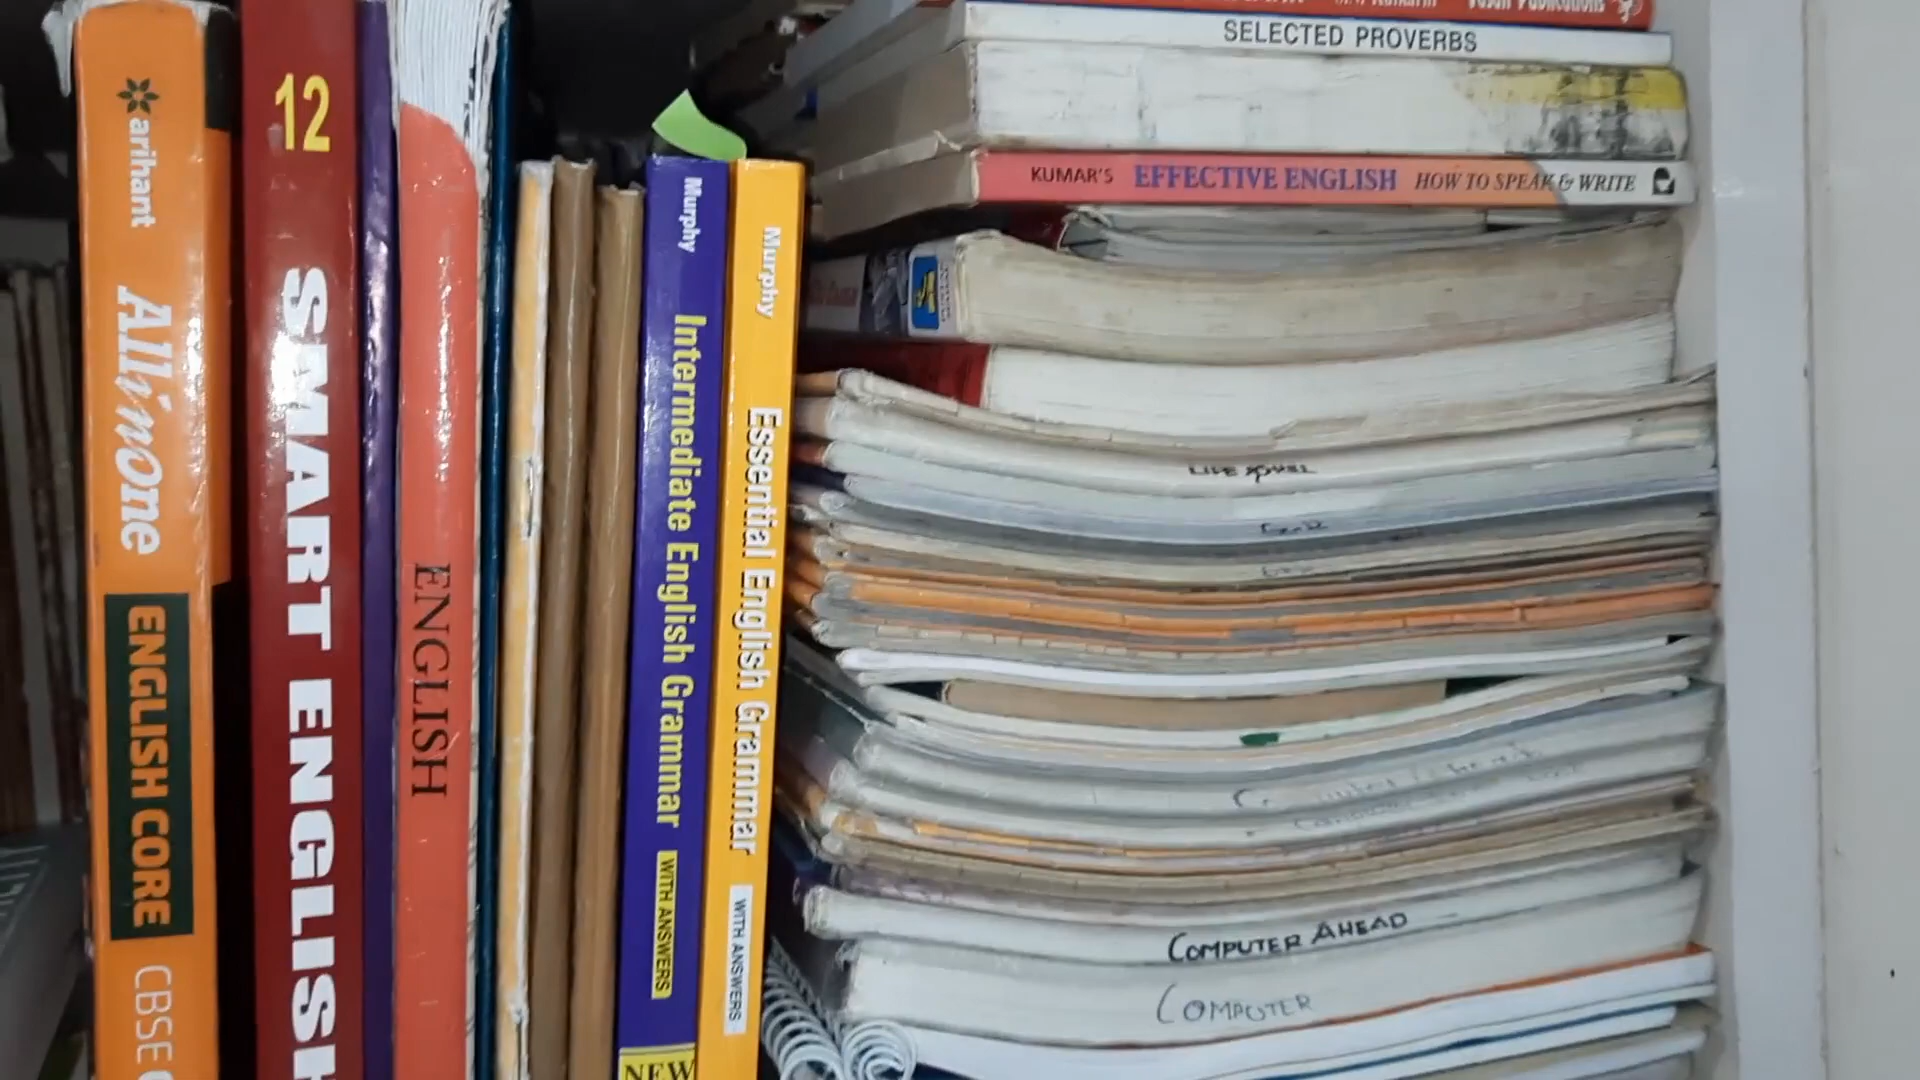 arihant
All in One
ENGLISH CORE
CBSE
12
SMART ENGLISH
ENGLISH
Murphy
Intermediate English Grammar
WITH ANSWERS
NEW
Murphy
Essential English Grammar
WITH ANSWERS
Publications
SELECTED PROVERBS
KUMAR'S EFFECTIVE ENGLISH HOW TO SPEAK & WRITE
COMPUTER AHEAD
COMPUTER